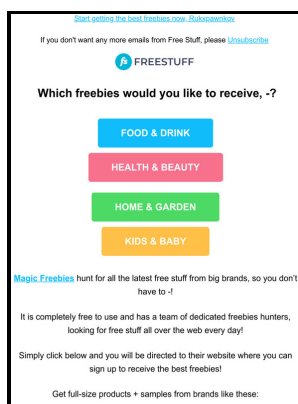 Start getting the best freebies now, Rukxpawnkov
If you don't want any more emails from Free Stuff, please Unsubscribe
fs FREESTUFF
Which freebies would you like to receive, -?
FOOD & DRINK
HEALTH & BEAUTY
HOME & GARDEN
KIDS & BABY
Magic Freebies hunt for all the latest free stuff from big brands, so you don't
have to -!
It is completely free to use and has a team of dedicated freebies hunters,
looking for free stuff all over the web every day!
Simply click below and you will be directed to their website where you can
sign up to receive the best freebies!
Get full-size products + samples from brands like these: